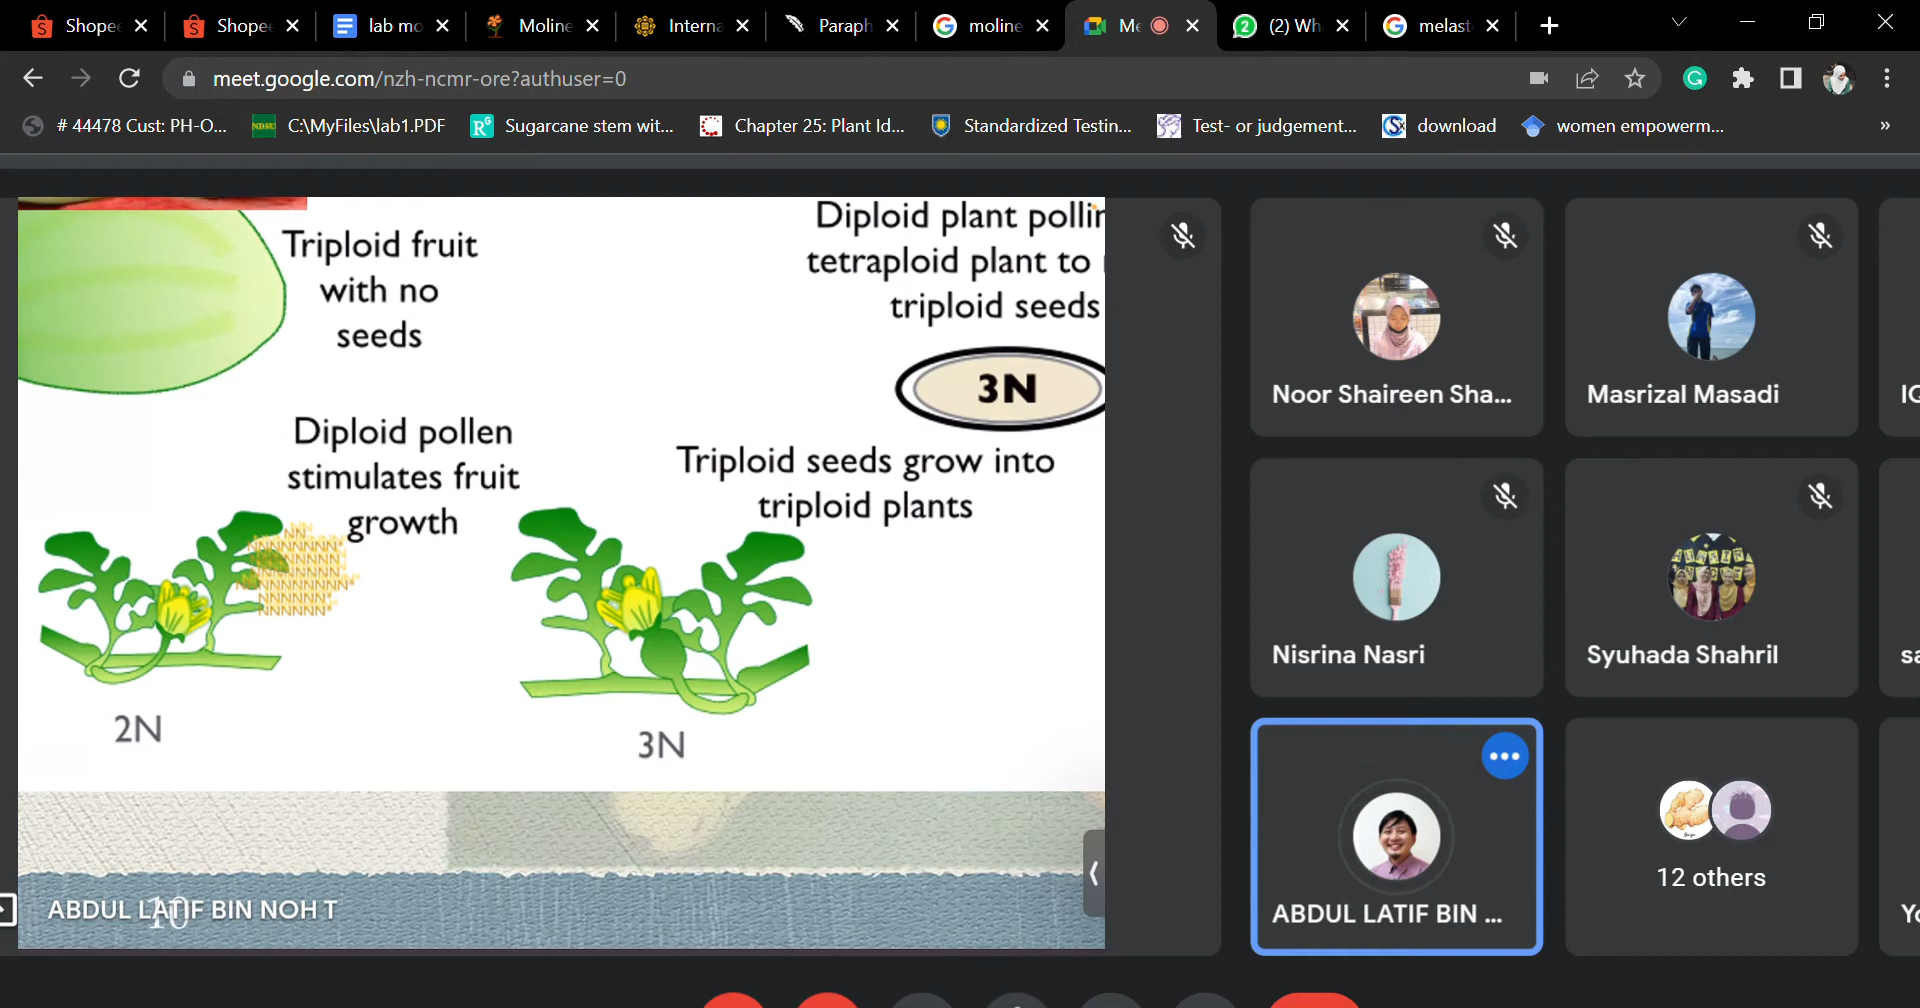 Shope
Shope
lab mo
Moline
Interna
Paraph
moline
Me
(2) Wh
melast
meet.google.com/nzh-ncmr-ore?authuser=0
# 44478 Cust: PH-O...
C:\MyFiles\lab1.PDF
Sugarcane stem wit...
Chapter 25: Plant Id...
Standardized Testin...
Test- or judgement...
download
women empowerm...
»
Triploid fruit
with no
seeds
Diploid plant pollin
tetraploid plant to
triploid seeds
3N
Diploid pollen
stimulates fruit
growth
Triploid seeds grow into
triploid plants
2N
3N
10
ABDUL LATIF BIN NOH T
Noor Shaireen Sha...
Masrizal Masadi
Nisrina Nasri
Syuhada Shahril
sa
ABDUL LATIF BIN ...
12 others